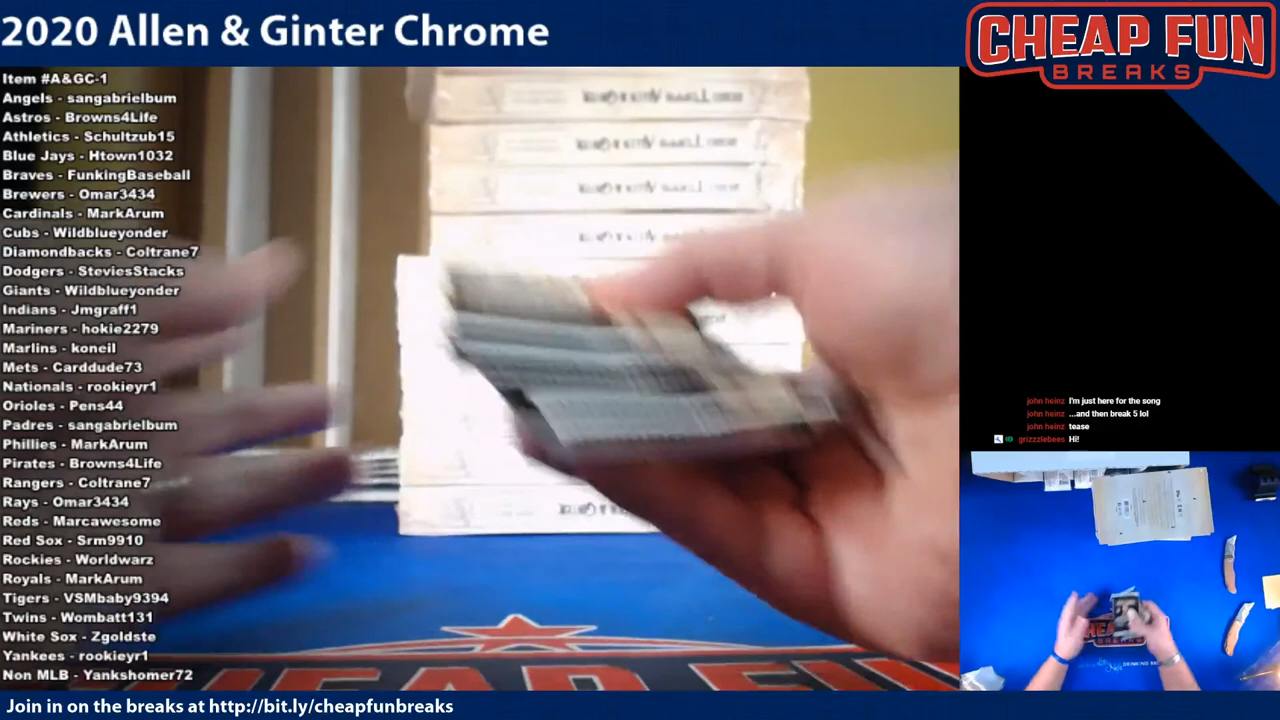 2020 Allen & Ginter Chrome
CHEAP FUN
BREAKS
Item #A&GC-1
Angels - sangabrielbum
Astros - Browns4Life
Athletics - Schultzub15
Blue Jays - Htown1032
Braves - FunkingBaseball
Brewers - Omar3434
Cardinals - MarkArum
Cubs - Wildblueyonder
Diamondbacks - Coltrane7
Dodgers - SteviesStacks
Giants - Wildblueyonder
Indians - Jmgraff1
Mariners - hokie2279
Marlins - koneil
Mets - Carddude73
Nationals - rookieyr1
Orioles - Pens44
Padres - sangabrielbum
Phillies - MarkArum
Pirates - Browns4Life
Rangers - Coltrane7
Rays - Omar3434
Reds - Marcawesome
Red Sox - Srm9910
Rockies - Worldwarz
Royals - MarkArum
Tigers - VSMbaby9394
Twins - Wombatt131
White Sox - Zgoldste
Yankees - rookieyr1
Non MLB - Yankshomer72
john heinz I'm just here for the song
john heinz ...and then break 5 lol
john heinz tease
grizzzlebees Hi!
CHEAP FUN
BREAKS
Join in on the breaks at http://bit.ly/cheapfunbreaks